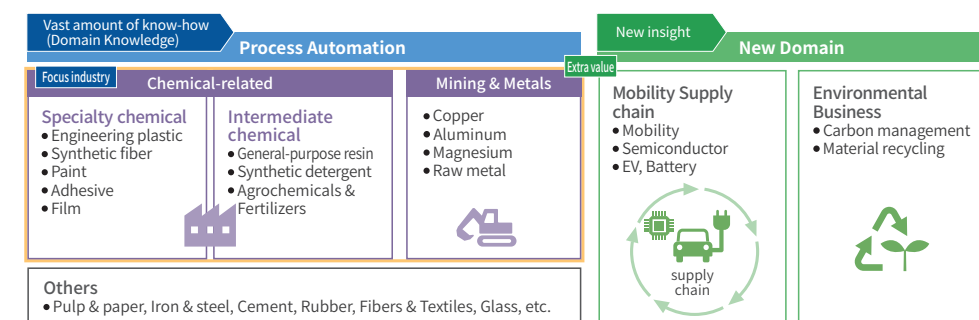 Vast amount of know-how
(Domain Knowledge)
Process Automation
Focus industry
Chemical-related
Specialty chemical
• Engineering plastic
• Synthetic fiber
• Paint
• Adhesive
• Film
Intermediate
chemical
• General-purpose resin
• Synthetic detergent
• Agrochemicals &
Fertilizers
Mining & Metals
• Copper
• Aluminum
• Magnesium
• Raw metal
Others
• Pulp & paper, Iron & steel, Cement, Rubber, Fibers & Textiles, Glass, etc.
Extra value
New insight
New Domain
Mobility Supply
chain
• Mobility
• Semiconductor
• EV, Battery
supply
chain
Environmental
Business
• Carbon management
• Material recycling